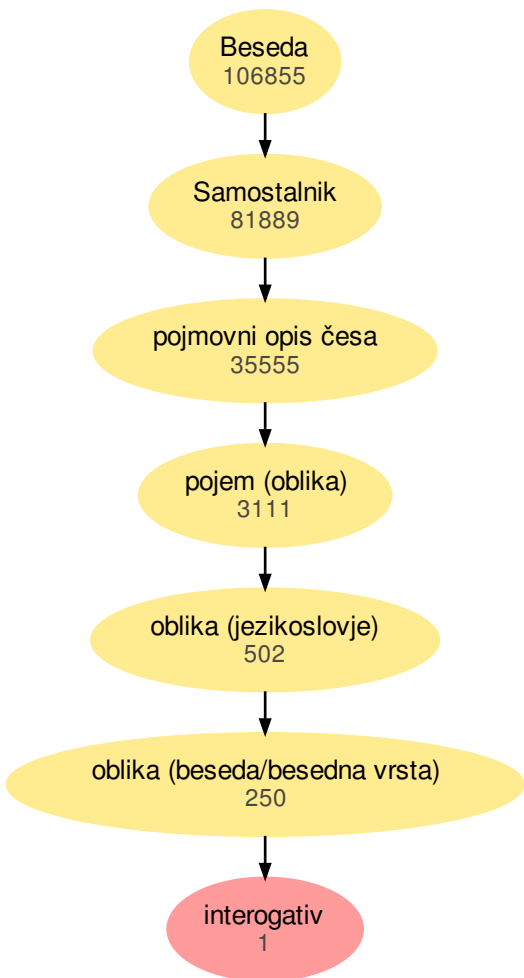 Beseda
106855
Samostalnik
81889
pojmovni opis česa
35555
pojem (oblika)
3111
oblika (jezikoslovje)
502
oblika (beseda/besedna vrsta)
250
interogativ
1